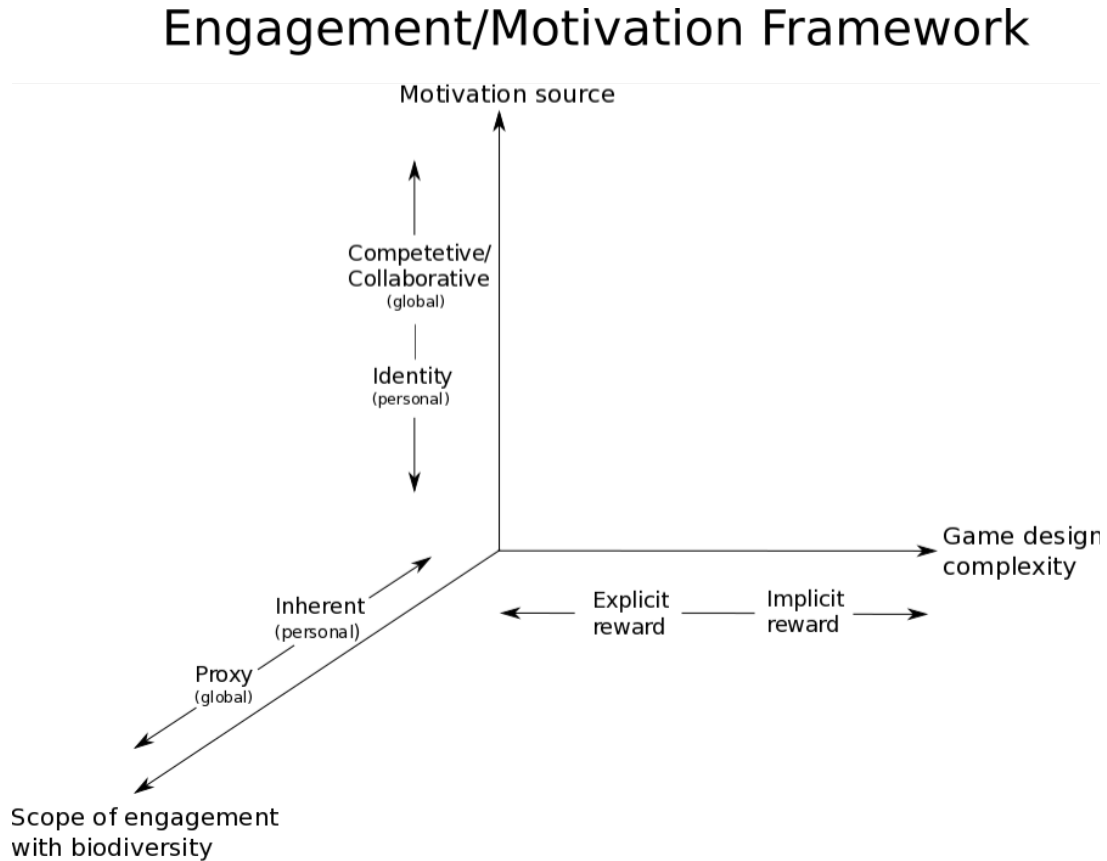 Engagement/Motivation Framework
Motivation source
Competetive/
Collaborative
(global)
Identity
(personal)
Game design
complexity
Explicit
reward
Implicit
reward
Inherent
(personal)
Proxy
(global)
Scope of engagement
with biodiversity